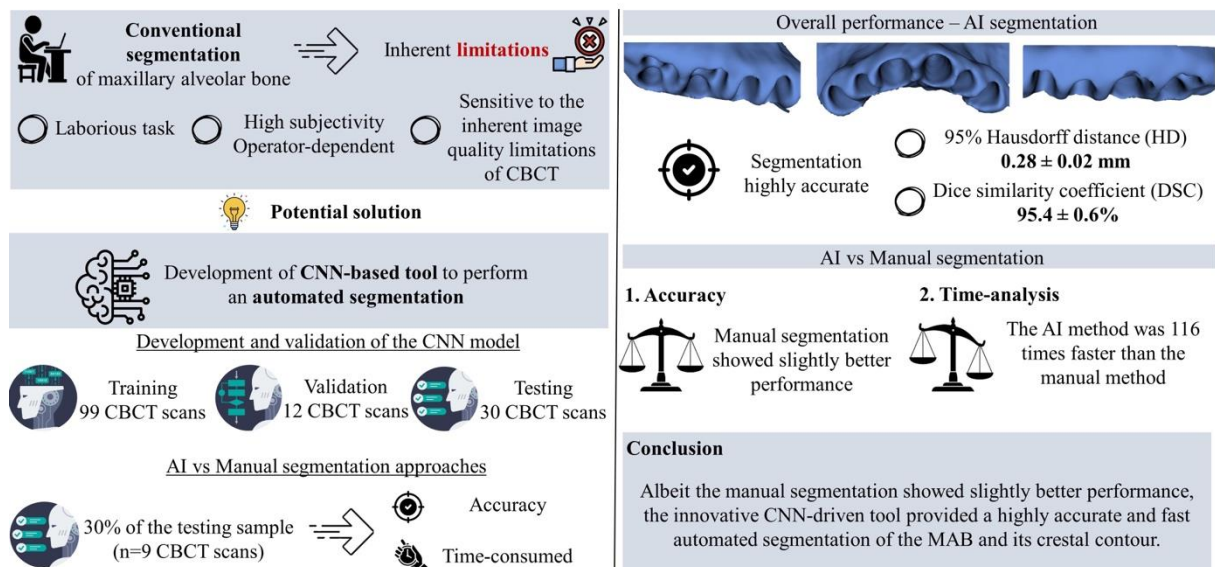 Conventional
segmentation
of maxillary alveolar bone
Inherent limitations
Laborious task
High subjectivity
Operator-dependent
Sensitive to the
inherent image
quality limitations
of CBCT
Potential solution
Development of CNN-based tool to perform
an automated segmentation
Development and validation of the CNN model
Training
99 CBCT scans
Validation
12 CBCT scans
Testing
30 CBCT scans
AI vs Manual segmentation approaches
30% of the testing sample
(n=9 CBCT scans)
Accuracy
Time-consumed
Overall performance – AI segmentation
Segmentation
highly accurate
95% Hausdorff distance (HD)
0.28 ± 0.02 mm
Dice similarity coefficient (DSC)
95.4 ± 0.6%
AI vs Manual segmentation
1. Accuracy
Manual segmentation
showed slightly better
performance
2. Time-analysis
The AI method was 116
times faster than the
manual method
Conclusion
Albeit the manual segmentation showed slightly better performance,
the innovative CNN-driven tool provided a highly accurate and fast
automated segmentation of the MAB and its crestal contour.